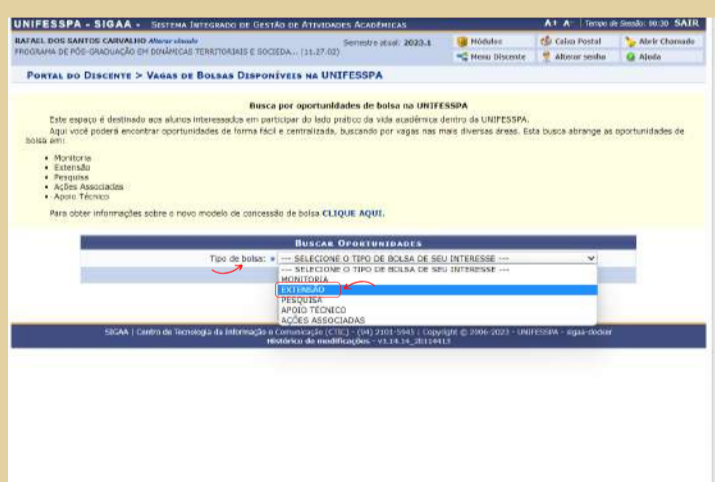 UNIFESSPA - SIGAA - Sistema Integrado de Gestão de Atividades Acadêmicas
A+ A- Tempo de Sessão: 00:30 SAIR
RAFAEL DOS SANTOS CARVALHO Alterar vínculo
Semestre atual: 2023.1
PROGRAMA DE PÓS-GRADUAÇÃO EM DINÂMICAS TERRITORIAIS E SOCIEDA... (11.27.02)
Módulos
Caixa Postal
Abrir Chamado
Menu Discente
Alterar senha
Ajuda
Portal do Discente > Vagas de Bolsas Disponíveis na UNIFESSPA
Busca por oportunidades de bolsa na UNIFESSPA
Este espaço é destinado aos alunos interessados em participar do lado prático da vida acadêmica dentro da UNIFESSPA.
Aqui você poderá encontrar oportunidades de forma fácil e centralizada, buscando por vagas nas mais diversas áreas. Esta busca abrange as oportunidades de
bolsa em:
• Monitoria
• Extensão
• Pesquisa
• Ações Associadas
• Apoio Técnico
Para obter informações sobre o novo modelo de concessão de bolsa CLIQUE AQUI.
Buscar Oportunidades
Tipo de bolsa: --- SELECIONE O TIPO DE BOLSA DE SEU INTERESSE ---
--- SELECIONE O TIPO DE BOLSA DE SEU INTERESSE ---
MONITORIA
EXTENSÃO
PESQUISA
APOIO TÉCNICO
AÇÕES ASSOCIADAS
SIGAA | Centro de Tecnologia da Informação e Comunicação (CTIC) - (94) 2101-5945 | Copyright © 2006-2023 - UNIFESSPA - sigaa-docker
Histórico de modificações -